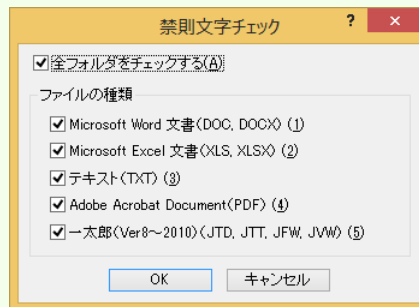 禁則文字チェック ? ×
全フォルダをチェックする(A)
ファイルの種類
Microsoft Word 文書(DOC, DOCX) (1)
Microsoft Excel 文書(XLS, XLSX) (2)
テキスト(TXT) (3)
Adobe Acrobat Document(PDF) (4)
一太郎(Ver8～2010)(JTD, JTT, JFW, JVW) (5)
OK キャンセル